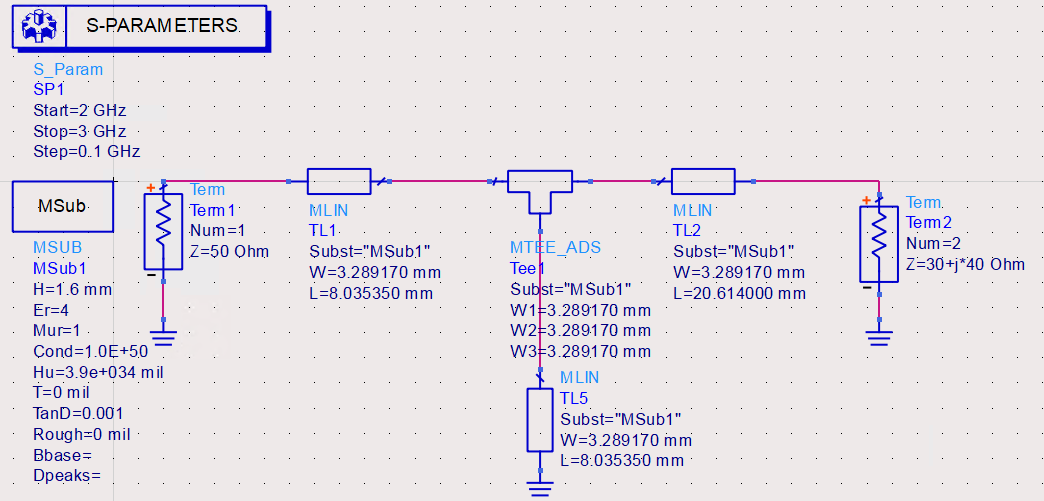 S-PARAMETERS
S_Param
SP1
Start=2 GHz
Stop=3 GHz
Step=0.1 GHz
MSub
MSUB
MSub1
H=1.6 mm
Er=4
Mur=1
Cond=1.0E+50
Hu=3.9e+034 mil
T=0 mil
TanD=0.001
Rough=0 mil
Bbase=
Dpeaks=
Term
Term1
Num=1
Z=50 Ohm
MLIN
TL1
Subst="MSub1"
W=3.289170 mm
L=8.035350 mm
MTEE_ADS
Tee1
Subst="MSub1"
W1=3.289170 mm
W2=3.289170 mm
W3=3.289170 mm
MLIN
TL5
Subst="MSub1"
W=3.289170 mm
L=8.035350 mm
MLIN
TL2
Subst="MSub1"
W=3.289170 mm
L=20.614000 mm
Term
Term2
Num=2
Z=30+j*40 Ohm